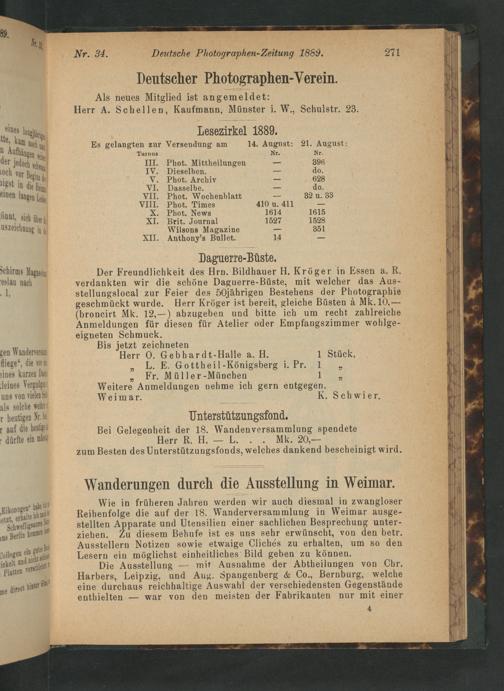 Nr. 34. Deutsche Photographen-Zeitung 1889. 271
Deutscher Photographen-Verein.
Als neues Mitglied ist angemeldet:
Herr A. Schellen, Kaufmann, Münster i. W., Schulstr. 23.
Lesezirkel 1889.
Es gelangten zur Versendung am 14. August: 21. August:
Turnus Nr. Nr.
III. Phot. Mittheilungen — 396
IV. Dieselben. — do.
V. Phot. Archiv — 628
VI. Dasselbe. — do.
VII. Phot. Wochenblatt — 32 u. 33
VIII. Phot. Times 410 u. 411 —
X. Phot. News 1614 1615
XI. Brit. Journal 1527 1528
Wilsons Magazine — 351
XII. Anthony's Bullet. 14 —
Daguerre-Büste.
Der Freundlichkeit des Hrn. Bildhauer H. Kröger in Essen a. R.
verdankten wir die schöne Daguerre-Büste, mit welcher das Aus-
stellungslocal zur Feier des 50jährigen Bestehens der Photographie
geschmückt wurde. Herr Kröger ist bereit, gleiche Büsten à Mk. 10.—
(broncirt Mk. 12,—) abzugeben und bitte ich um recht zahlreiche
Anmeldungen für diesen für Atelier oder Empfangszimmer wohlge-
eigneten Schmuck.
Bis jetzt zeichneten
Herr O. Gebhardt-Halle a. H. 1 Stück,
„ L. E. Gottheil-Königsberg i. Pr. 1 „
„ Fr. Müller-München 1 „
Weitere Anmeldungen nehme ich gern entgegen.
Weimar. K. Schwier.
Unterstützungsfond.
Bei Gelegenheit der 18. Wandenversammlung spendete
Herr R. H. — L. . . Mk. 20,—
zum Besten des Unterstützungsfonds, welches dankend bescheinigt wird.
Wanderungen durch die Ausstellung in Weimar.
Wie in früheren Jahren werden wir auch diesmal in zwangloser
Reihenfolge die auf der 18. Wanderversammlung in Weimar ausge-
stellten Apparate und Utensilien einer sachlichen Besprechung unter-
ziehen. Zu diesem Behufe ist es uns sehr erwünscht, von den betr.
Ausstellern Notizen sowie etwaige Clichés zu erhalten, um so den
Lesern ein möglichst einheitliches Bild geben zu können.
Die Ausstellung — mit Ausnahme der Abtheilungen von Chr.
Harbers, Leipzig, und Aug. Spangenberg & Co., Bernburg, welche
eine durchaus reichhaltige Auswahl der verschiedensten Gegenstände
enthielten — war von den meisten der Fabrikanten nur mit einer
4